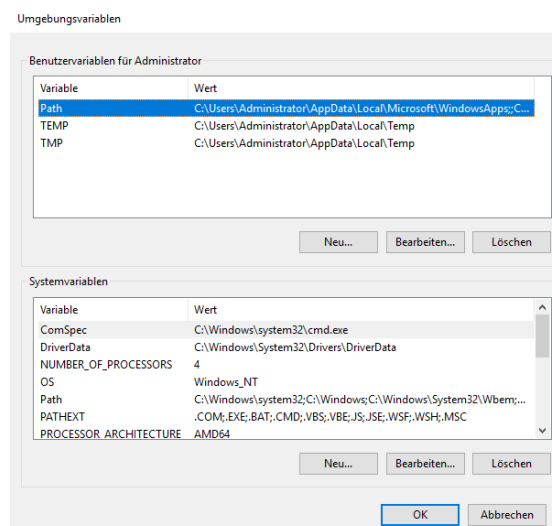 Umgebungsvariablen
Benutzervariablen für Administrator
Variable Wert
Path C:\Users\Administrator\AppData\Local\Microsoft\WindowsApps;;C...
TEMP C:\Users\Administrator\AppData\Local\Temp
TMP C:\Users\Administrator\AppData\Local\Temp
Neu... Bearbeiten... Löschen
Systemvariablen
Variable Wert
ComSpec C:\Windows\system32\cmd.exe
DriverData C:\Windows\System32\Drivers\DriverData
NUMBER_OF_PROCESSORS 4
OS Windows_NT
Path C:\Windows\system32;C:\Windows;C:\Windows\System32\Wbem;...
PATHEXT .COM;.EXE;.BAT;.CMD;.VBS;.VBE;.JS;.JSE;.WSF;.WSH;.MSC
PROCESSOR_ARCHITECTURE AMD64
Neu... Bearbeiten... Löschen
OK Abbrechen